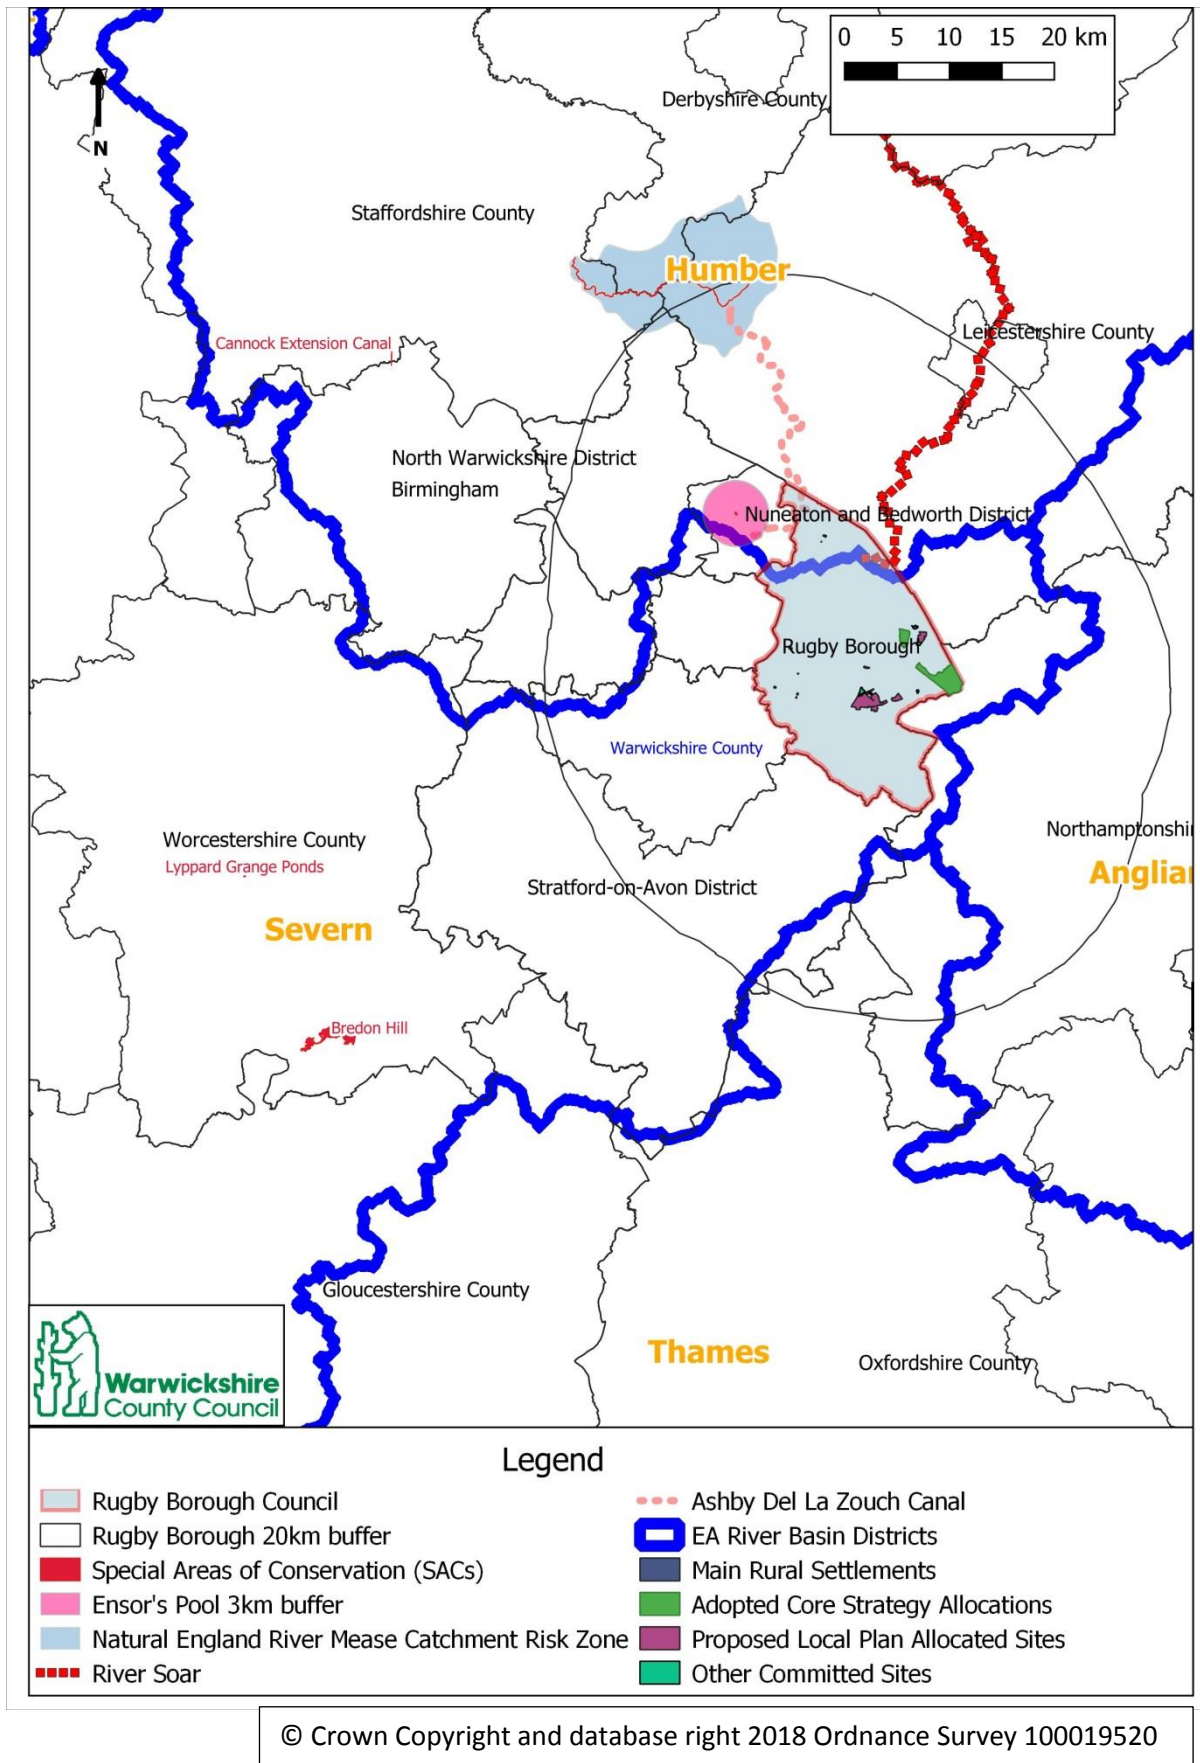 0 5 10 15 20 km
Derbyshire County
N
Staffordshire County
Humber
Leicestershire County
Cannock Extension Canal
North Warwickshire District
Birmingham
Nuneaton and Bedworth District
Rugby Borough
Warwickshire County
Northamptonshi
Worcestershire County
Lyppard Grange Ponds
Anglia
Stratford-on-Avon District
Severn
Bredon Hill
Gloucestershire County
Thames
Oxfordshire County
Warwickshire
County Council
Legend
Rugby Borough Council
Rugby Borough 20km buffer
Special Areas of Conservation (SACs)
Ensor's Pool 3km buffer
Natural England River Mease Catchment Risk Zone
River Soar
Ashby Del La Zouch Canal
EA River Basin Districts
Main Rural Settlements
Adopted Core Strategy Allocations
Proposed Local Plan Allocated Sites
Other Committed Sites
© Crown Copyright and database right 2018 Ordnance Survey 100019520